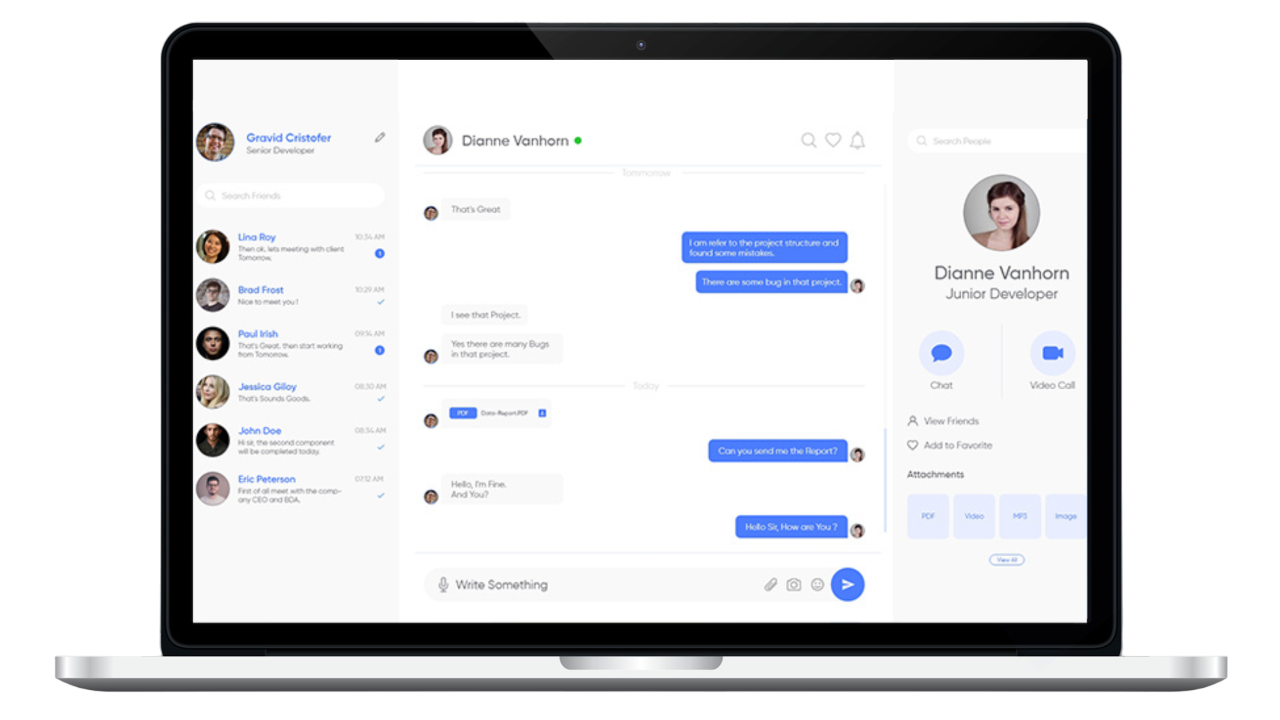 Gravid Cristofer
Senior Developer
Search Friends
Lina Roy
10:34 AM
Then ok, lets meeting with client
Tomorrow.
1
Brad Frost
10:29 AM
Nice to meet you !
Paul Irish
09:14 AM
That's Great, then start working
from Tomorrow.
1
Jessica Giloy
08:30 AM
That's Sounds Goods.
John Doe
08:34 AM
Hi sir, the second component
will be completed today.
Eric Peterson
07:12 AM
First of all meet with the comp-
any CEO and BDA.
Dianne Vanhorn
Tommorow
That's Great
I am refer to the project structure and
found some mistakes.
There are some bug in that project.
I see that Project.
Yes there are many Bugs
in that project.
Today
PDF
Data-Report.PDF
Can you send me the Report?
Hello, I'm Fine.
And You?
Hello Sir, How are You ?
Write Something
Search People
Dianne Vanhorn
Junior Developer
Chat
Video Call
View Friends
Add to Favorite
Attachments
PDF
Video
MP3
Image
View All